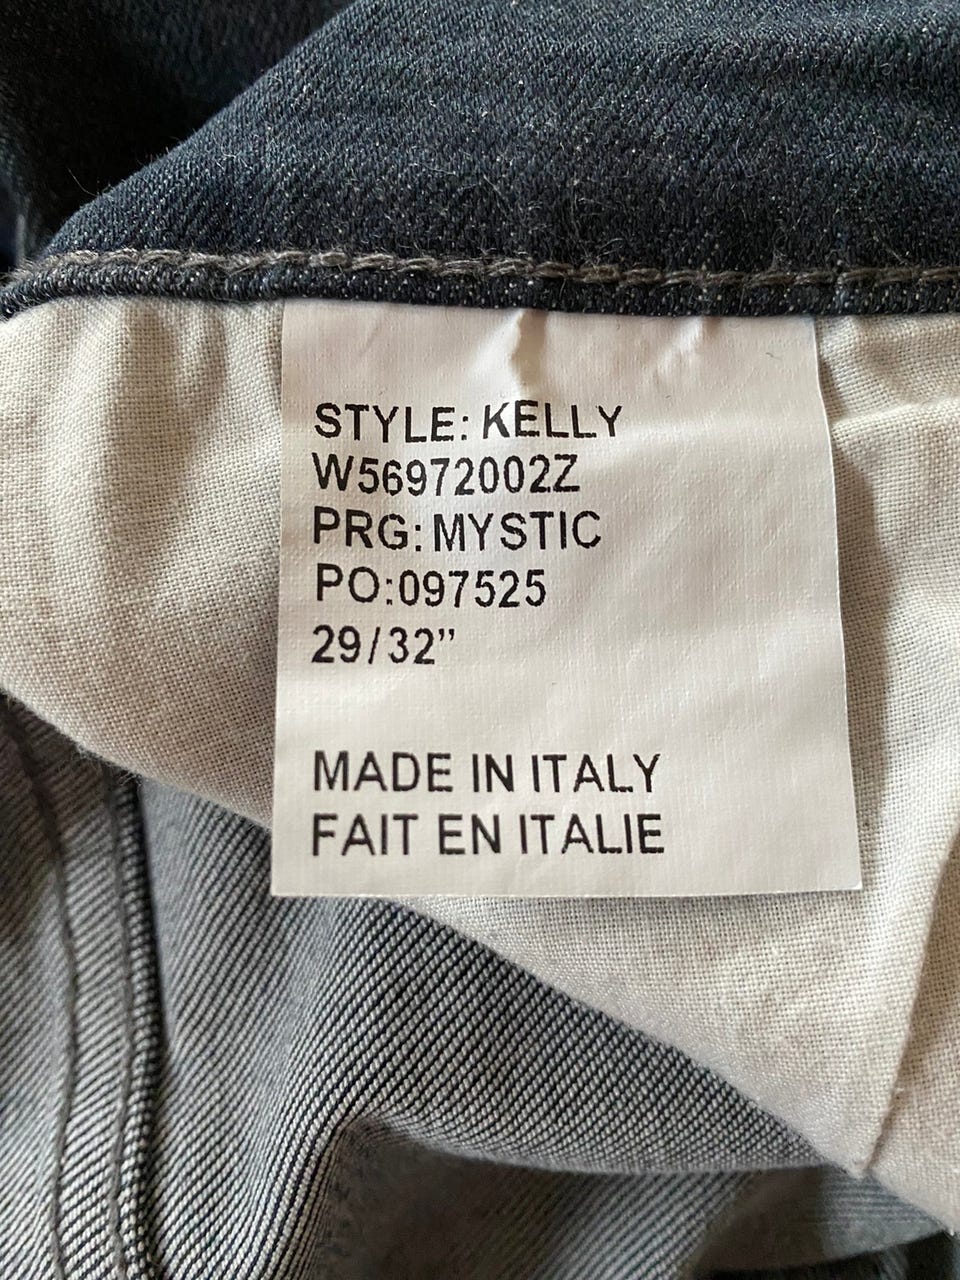 STYLE: KELLY
W56972002Z
PRG: MYSTIC
PO:097525
29/32”
MADE IN ITALY
FAIT EN ITALIE